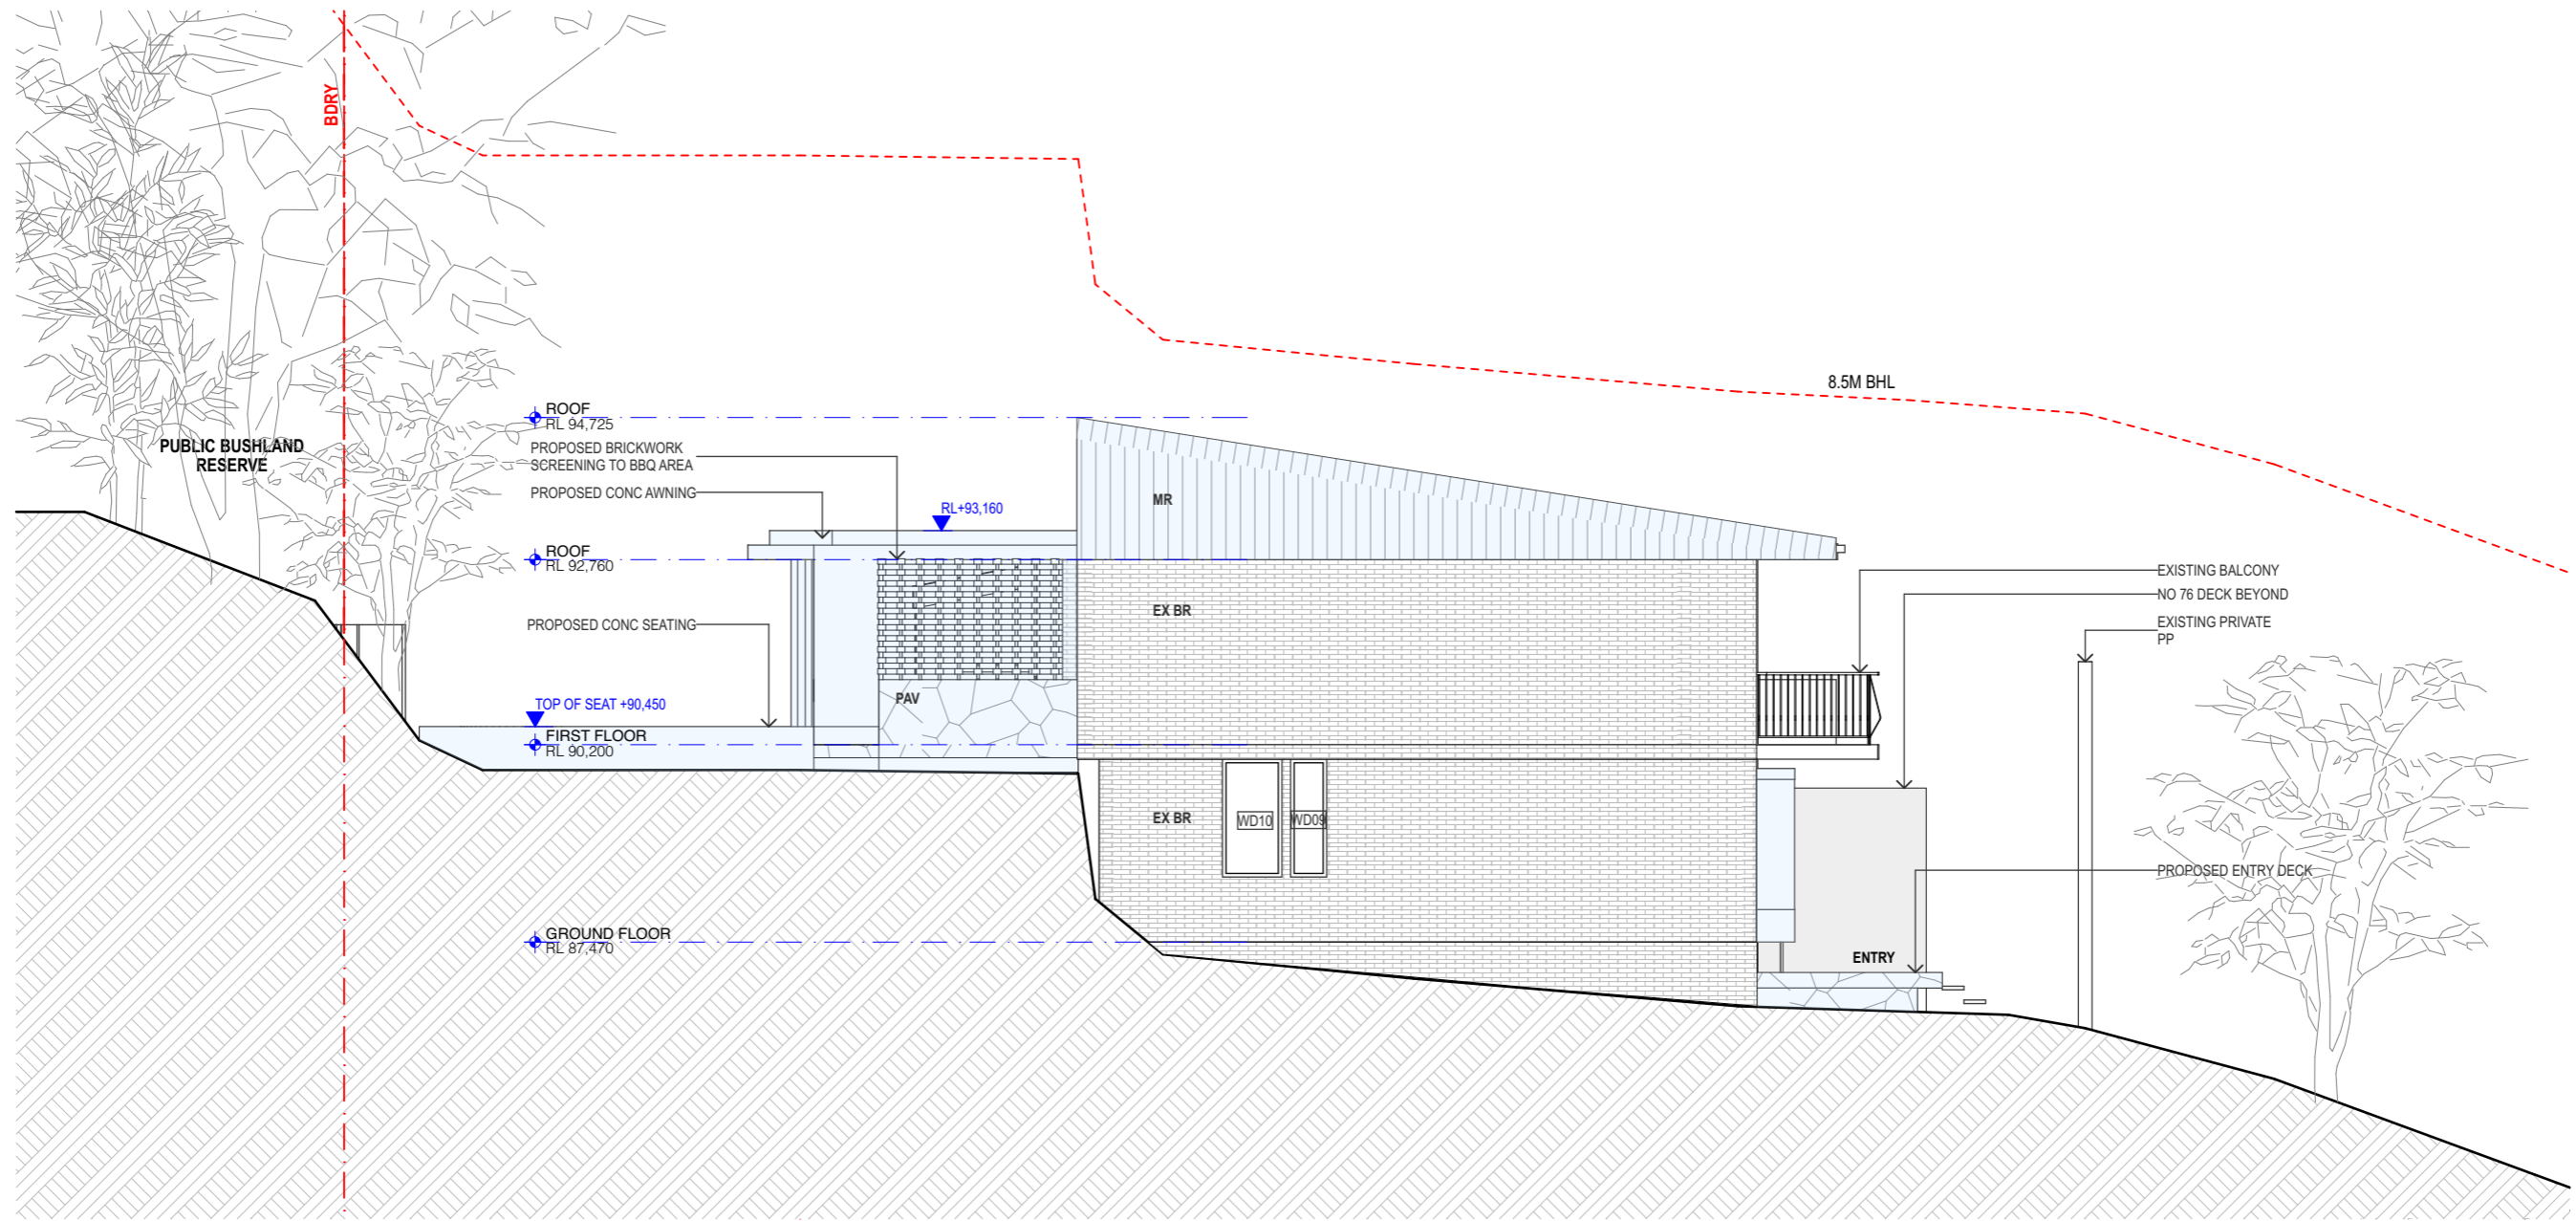 BDRY
8.5M BHL
ROOF
RL 94,725
PUBLIC BUSHLAND
RESERVE
PROPOSED BRICKWORK
SCREENING TO BBQ AREA
PROPOSED CONC AWNING
MR
RL+93,160
ROOF
RL 92,760
EXISTING BALCONY
NO 76 DECK BEYOND
EX BR
PROPOSED CONC SEATING
EXISTING PRIVATE
PP
PAV
TOP OF SEAT +90,450
FIRST FLOOR
RL 90,200
EX BR
WD10
WD09
PROPOSED ENTRY DECK
GROUND FLOOR
RL 87,470
ENTRY